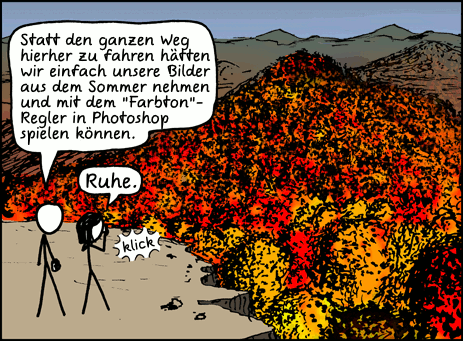 Statt den ganzen Weg
hierher zu fahren hätten
wir einfach unsere Bilder
aus dem Sommer nehmen
und mit dem "Farbton"-
Regler in Photoshop
spielen können.
Ruhe.
klick